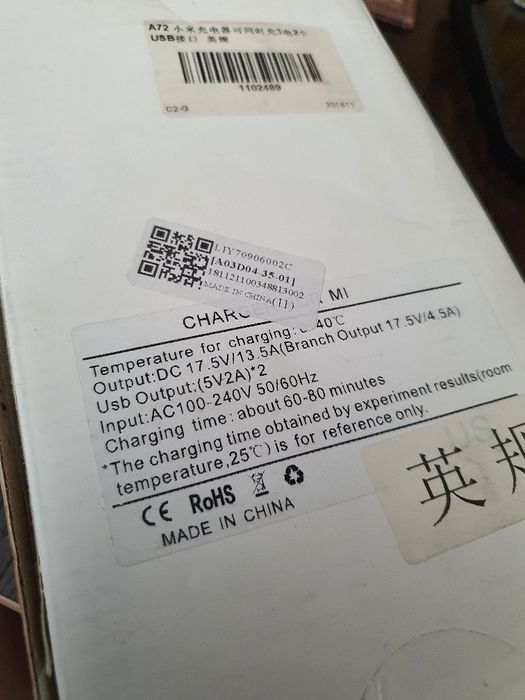 A72 小米充电器可同时充3电2个
USB接口 英规
1102489
C2-G 201811
LIY70906002C
[A03D04-35-01]
18112100348813002
MADE IN CHINA(11)
MI
Temperature for charging: 40℃
Output:DC 17.5V/13.5A(Branch Output 17.5V/4.5A)
Usb Output:(5V2A)*2
Input:AC100-240V 50/60Hz
Charging time: about 60-80 minutes
*The charging time obtained by experiment results(room
temperature,25℃) is for reference only.
CE RoHS
MADE IN CHINA
US
英规